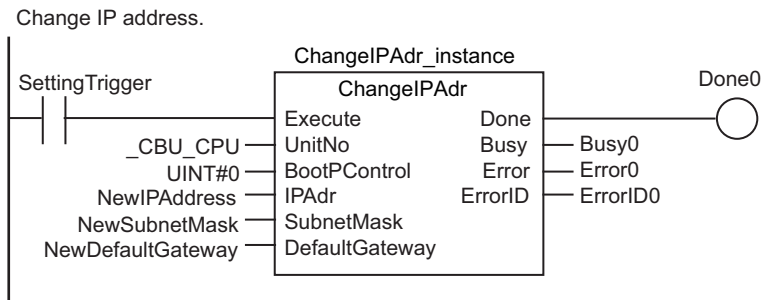 Change IP address.
ChangeIPAdr_instance
SettingTrigger ChangeIPAdr Done0
Execute Done
_CBU_CPU UnitNo Busy Busy0
UINT#0 BootPControl Error Error0
NewIPAddress IPAdr ErrorID ErrorID0
NewSubnetMask SubnetMask
NewDefaultGateway DefaultGateway